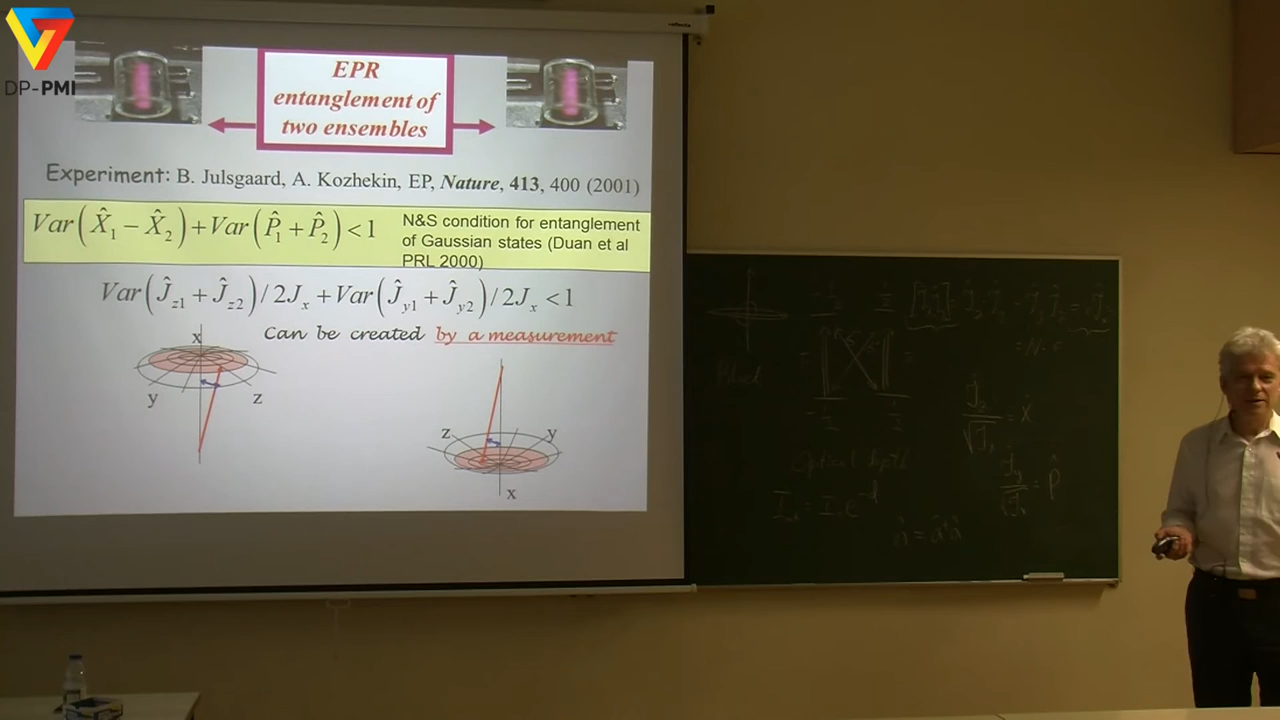 DP-PMI
EPR
entanglement of
two ensembles
Experiment: B. Julsgaard, A. Kozhekin, EP, Nature, 413, 400 (2001)
Var(X̂₁ − X̂₂) + Var(P̂₁ + P̂₂) < 1
N&S condition for entanglement
of Gaussian states (Duan et al
PRL 2000)
Var(Ĵz1 + Ĵz2) / 2Jx + Var(Ĵy1 + Ĵy2) / 2Jx < 1
Can be created by a measurement
x
y
z
z
y
x
Optical depth
n̂ = â⁺â